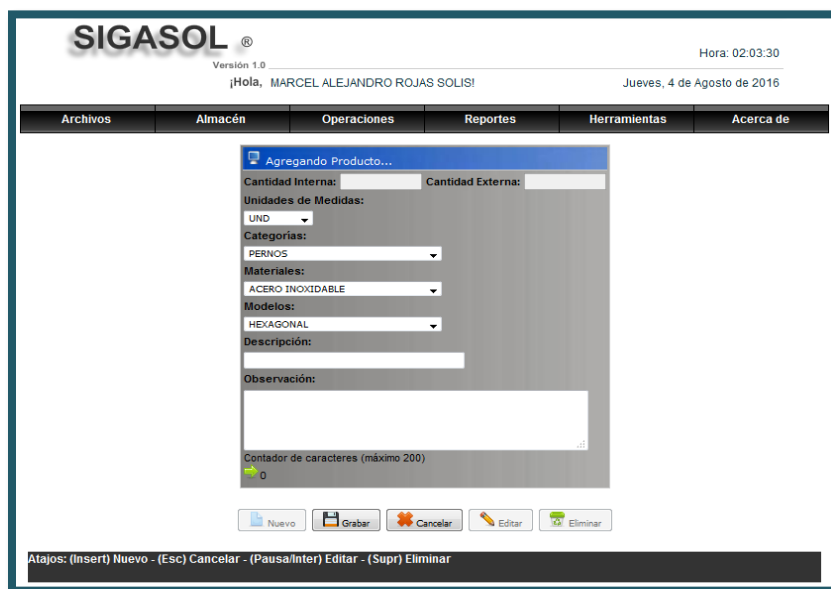 SIGASOL ®
Versión 1.0
Hora: 02:03:30
¡Hola, MARCEL ALEJANDRO ROJAS SOLIS!
Jueves, 4 de Agosto de 2016
Archivos Almacén Operaciones Reportes Herramientas Acerca de
Agregando Producto...
Cantidad Interna: Cantidad Externa:
Unidades de Medidas:
UND
Categorías:
PERNOS
Materiales:
ACERO INOXIDABLE
Modelos:
HEXAGONAL
Descripción:
Observación:
Contador de caracteres (máximo 200)
0
Nuevo Grabar Cancelar Editar Eliminar
Atajos: (Insert) Nuevo - (Esc) Cancelar - (Pausa/Inter) Editar - (Supr) Eliminar